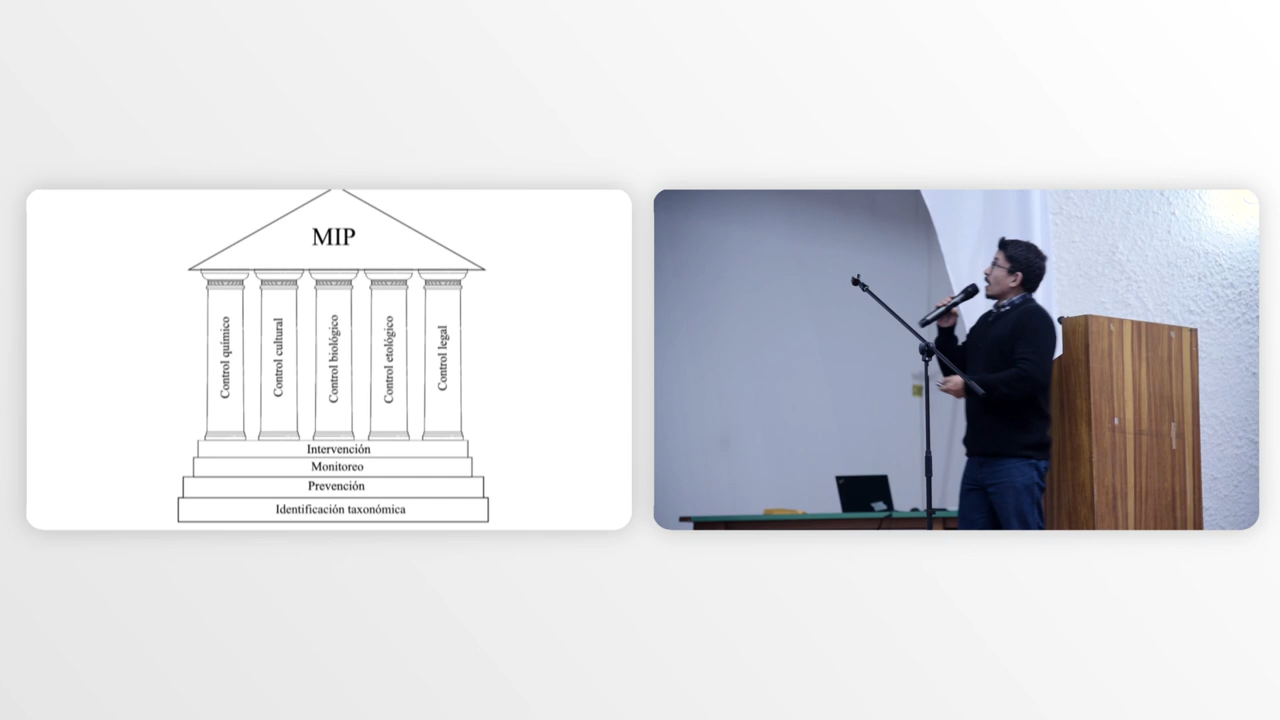 MIP
Control químico
Control cultural
Control biológico
Control etológico
Control legal
Intervención
Monitoreo
Prevención
Identificación taxonómica